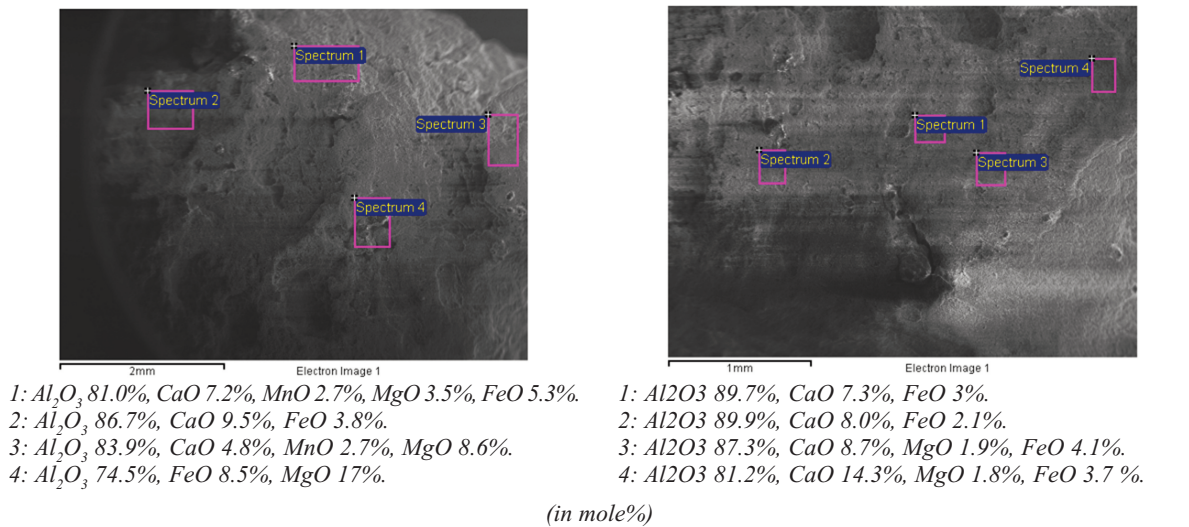 Spectrum 1
Spectrum 2
Spectrum 3
Spectrum 4
2mm
Electron Image 1
1: Al₂O₃ 81.0%, CaO 7.2%, MnO 2.7%, MgO 3.5%, FeO 5.3%.
2: Al₂O₃ 86.7%, CaO 9.5%, FeO 3.8%.
3: Al₂O₃ 83.9%, CaO 4.8%, MnO 2.7%, MgO 8.6%.
4: Al₂O₃ 74.5%, FeO 8.5%, MgO 17%.
Spectrum 4
Spectrum 1
Spectrum 2
Spectrum 3
1mm
Electron Image 1
1: Al2O3 89.7%, CaO 7.3%, FeO 3%.
2: Al2O3 89.9%, CaO 8.0%, FeO 2.1%.
3: Al2O3 87.3%, CaO 8.7%, MgO 1.9%, FeO 4.1%.
4: Al2O3 81.2%, CaO 14.3%, MgO 1.8%, FeO 3.7 %.
(in mole%)